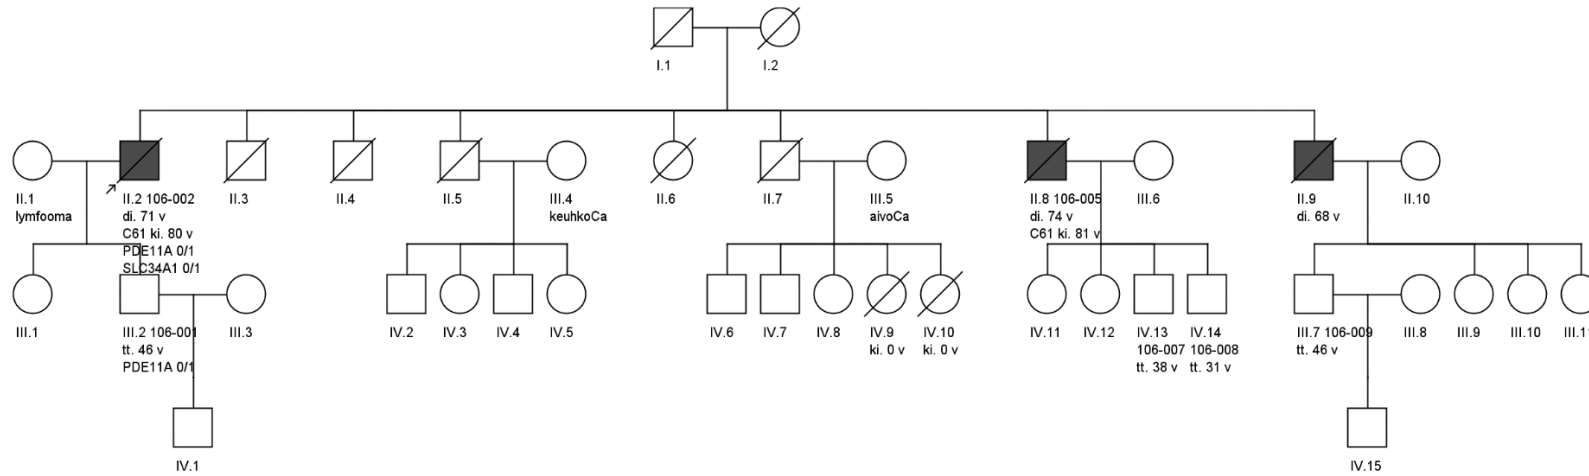 I.1
I.2
II.1
lymfooma
II.2 106-002
di. 71 v
C61 ki. 80 v
PDE11A 0/1
SLC34A1 0/1
II.3
II.4
II.5
III.4
keuhkoCa
II.6
II.7
III.5
aivoCa
II.8 106-005
di. 74 v
C61 ki. 81 v
III.6
II.9
di. 68 v
II.10
III.1
III.2 106-001
tt. 46 v
PDE11A 0/1
III.3
IV.2
IV.3
IV.4
IV.5
IV.6
IV.7
IV.8
IV.9
ki. 0 v
IV.10
ki. 0 v
IV.11
IV.12
IV.13
106-007
tt. 38 v
IV.14
106-008
tt. 31 v
III.7 106-009
tt. 46 v
III.8
III.9
III.10
IV.1
IV.15